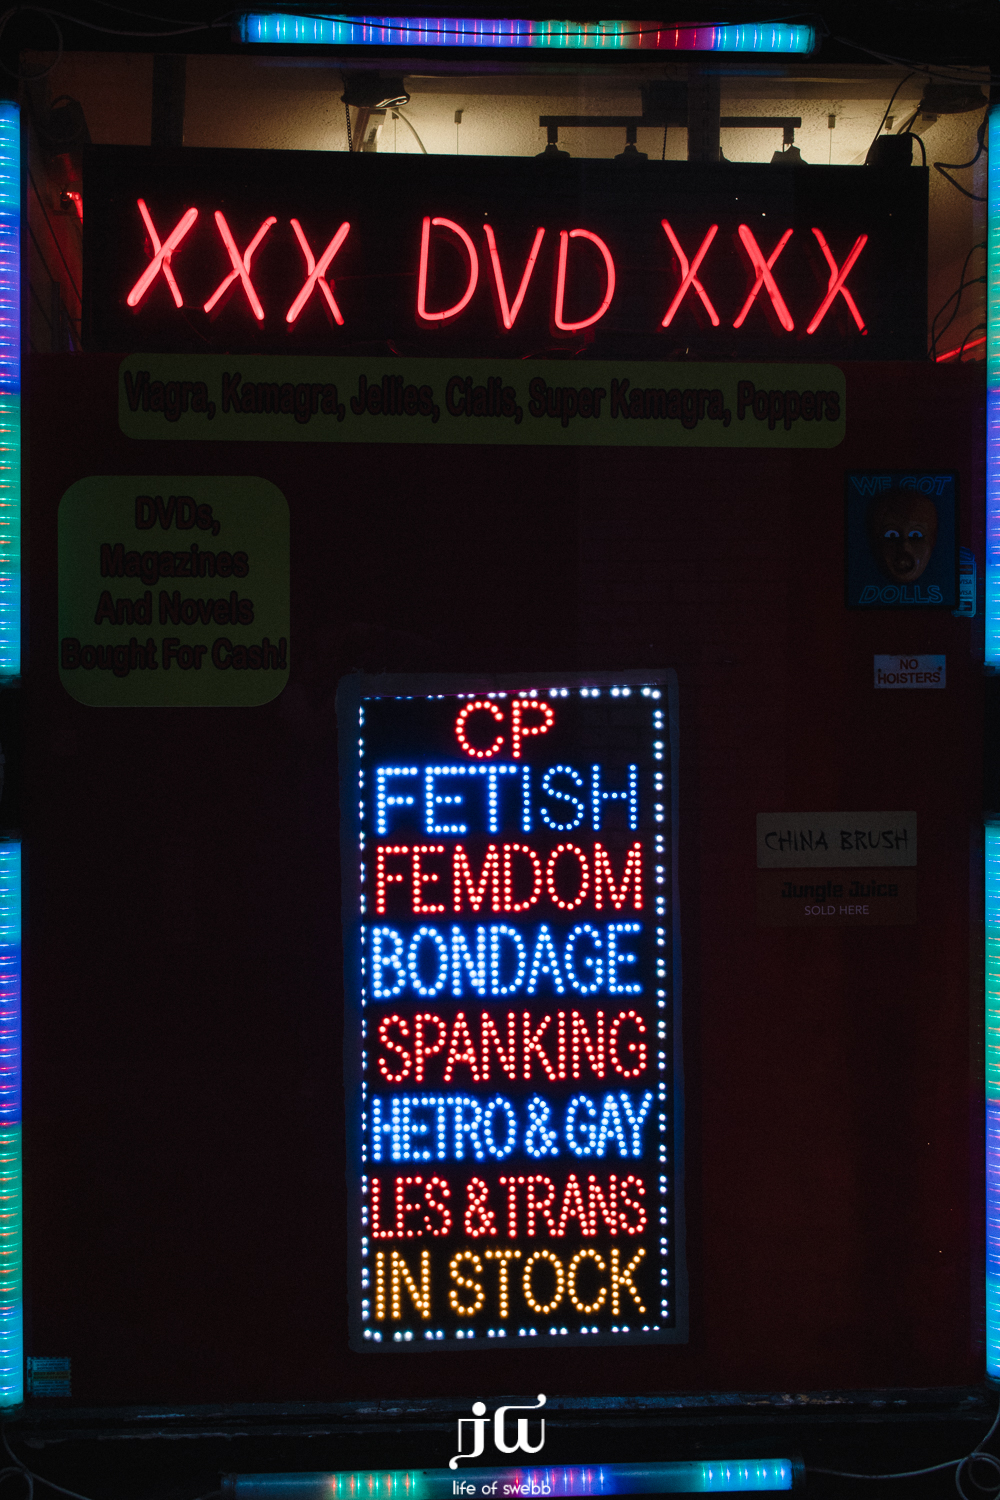 XXX DVD XXX
Viagra, Kamagra, Jellies, Cialis, Super Kamagra, Poppers
DVDs,
Magazines
And Novels
Bought For Cash!
WE GOT
DOLLS
NO
HOISTERS
CP
FETISH
FEMDOM
BONDAGE
SPANKING
HETRO & GAY
LES & TRANS
IN STOCK
CHINA BRUSH
Jungle Juice
SOLD HERE
jw
life of swebb